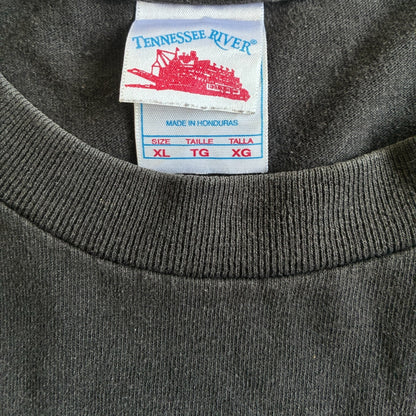 TENNESSEE RIVER®
MADE IN HONDURAS
SIZE TAILLE TALLA
XL TG XG